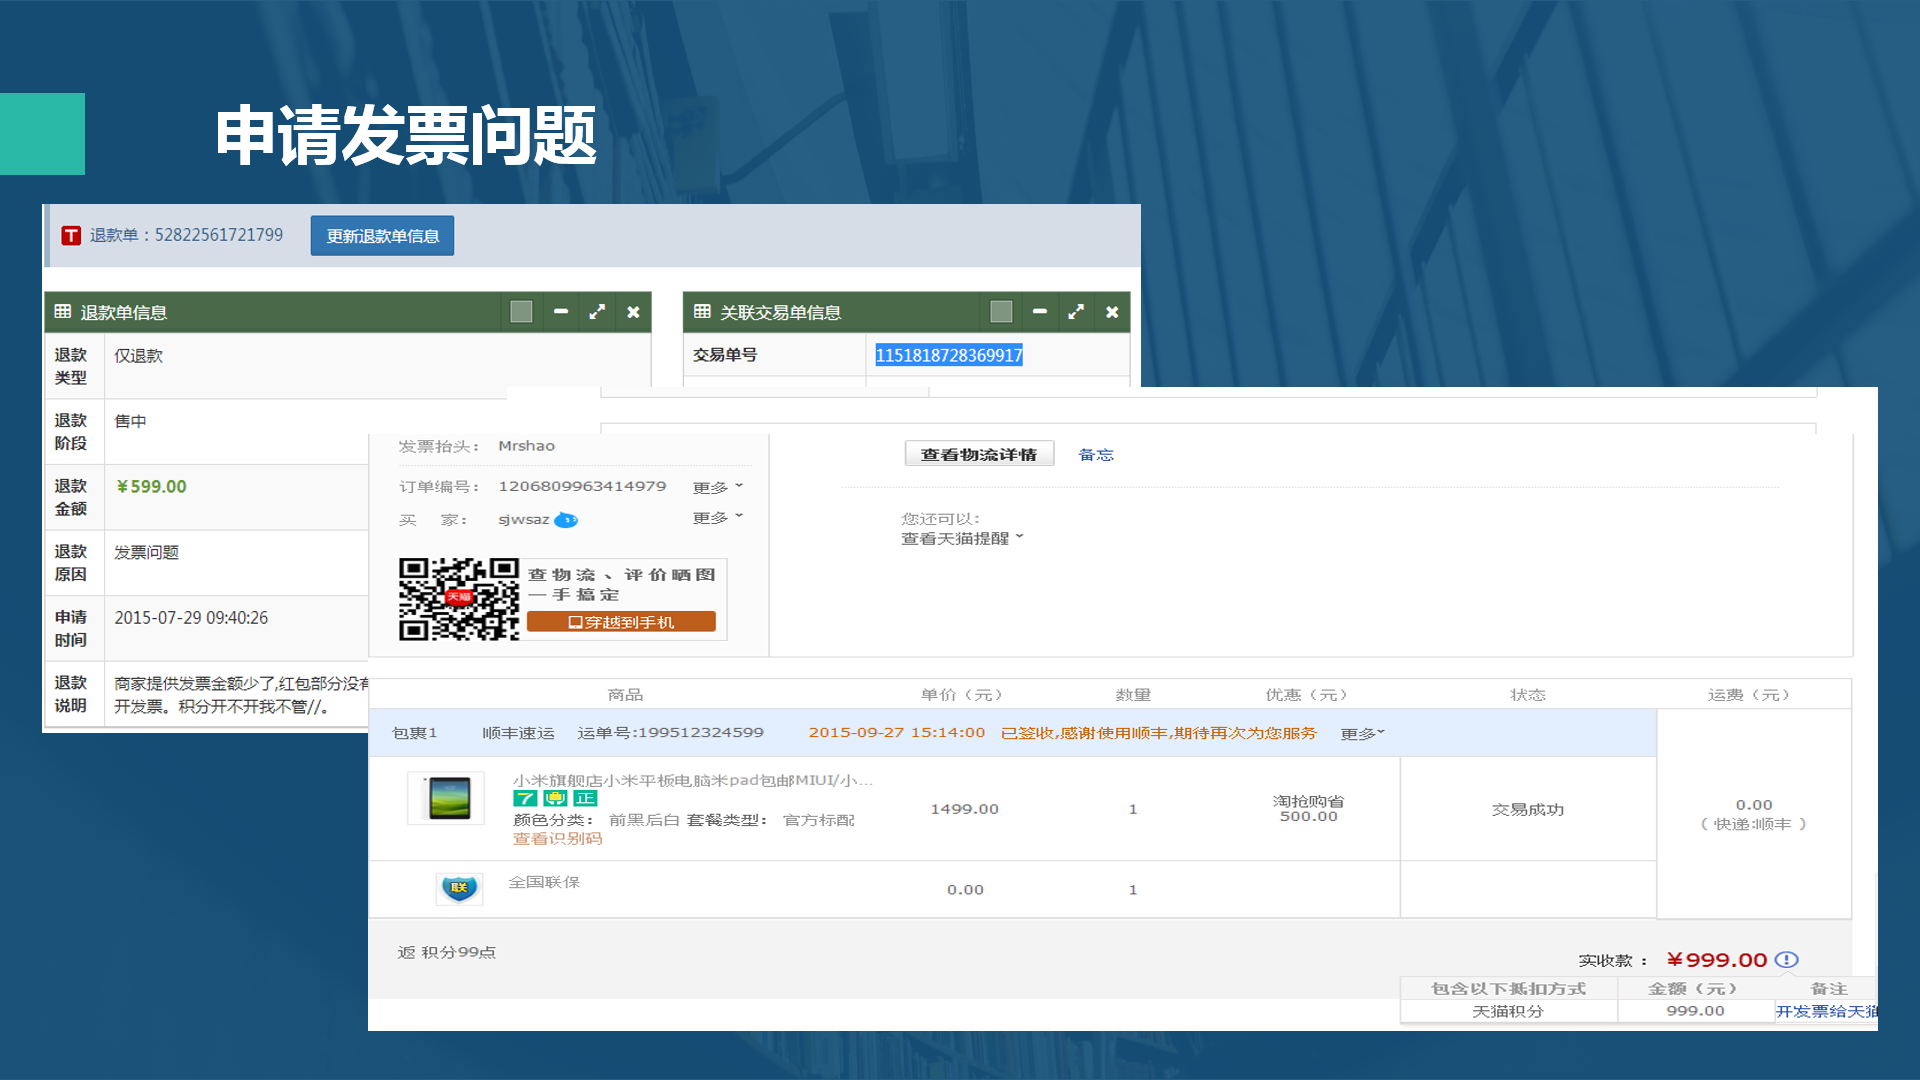 申请发票问题
T 退款单：52822561721799 更新退款单信息
退款单信息
退款类型 仅退款
退款阶段 售中
退款金额 ¥599.00
退款原因 发票问题
申请时间 2015-07-29 09:40:26
退款说明 商家提供发票金额少了,红包部分没有
开发票。积分开不开我不管//。
关联交易单信息
交易单号 1151818728369917
发票抬头： Mrshao
订单编号： 1206809963414979 更多
买 家： sjwsaz 更多
天猫
查物流、评价晒图
一手搞定
穿越到手机
查看物流详情 备忘
您还可以：
查看天猫提醒
商品 单价（元） 数量 优惠（元） 状态 运费（元）
包裹1 顺丰速运 运单号:199512324599 2015-09-27 15:14:00 已签收,感谢使用顺丰,期待再次为您服务 更多
小米旗舰店小米平板电脑米pad包邮MIUI/小...
7 正
颜色分类： 前黑后白 套餐类型： 官方标配
查看识别码
1499.00 1 淘抢购省
500.00
交易成功
0.00
（ 快递:顺丰 ）
联 全国联保 0.00 1
返 积分99点
实收款 ： ¥999.00
包含以下抵扣方式 金额（元） 备注
天猫积分 999.00 开发票给天猫